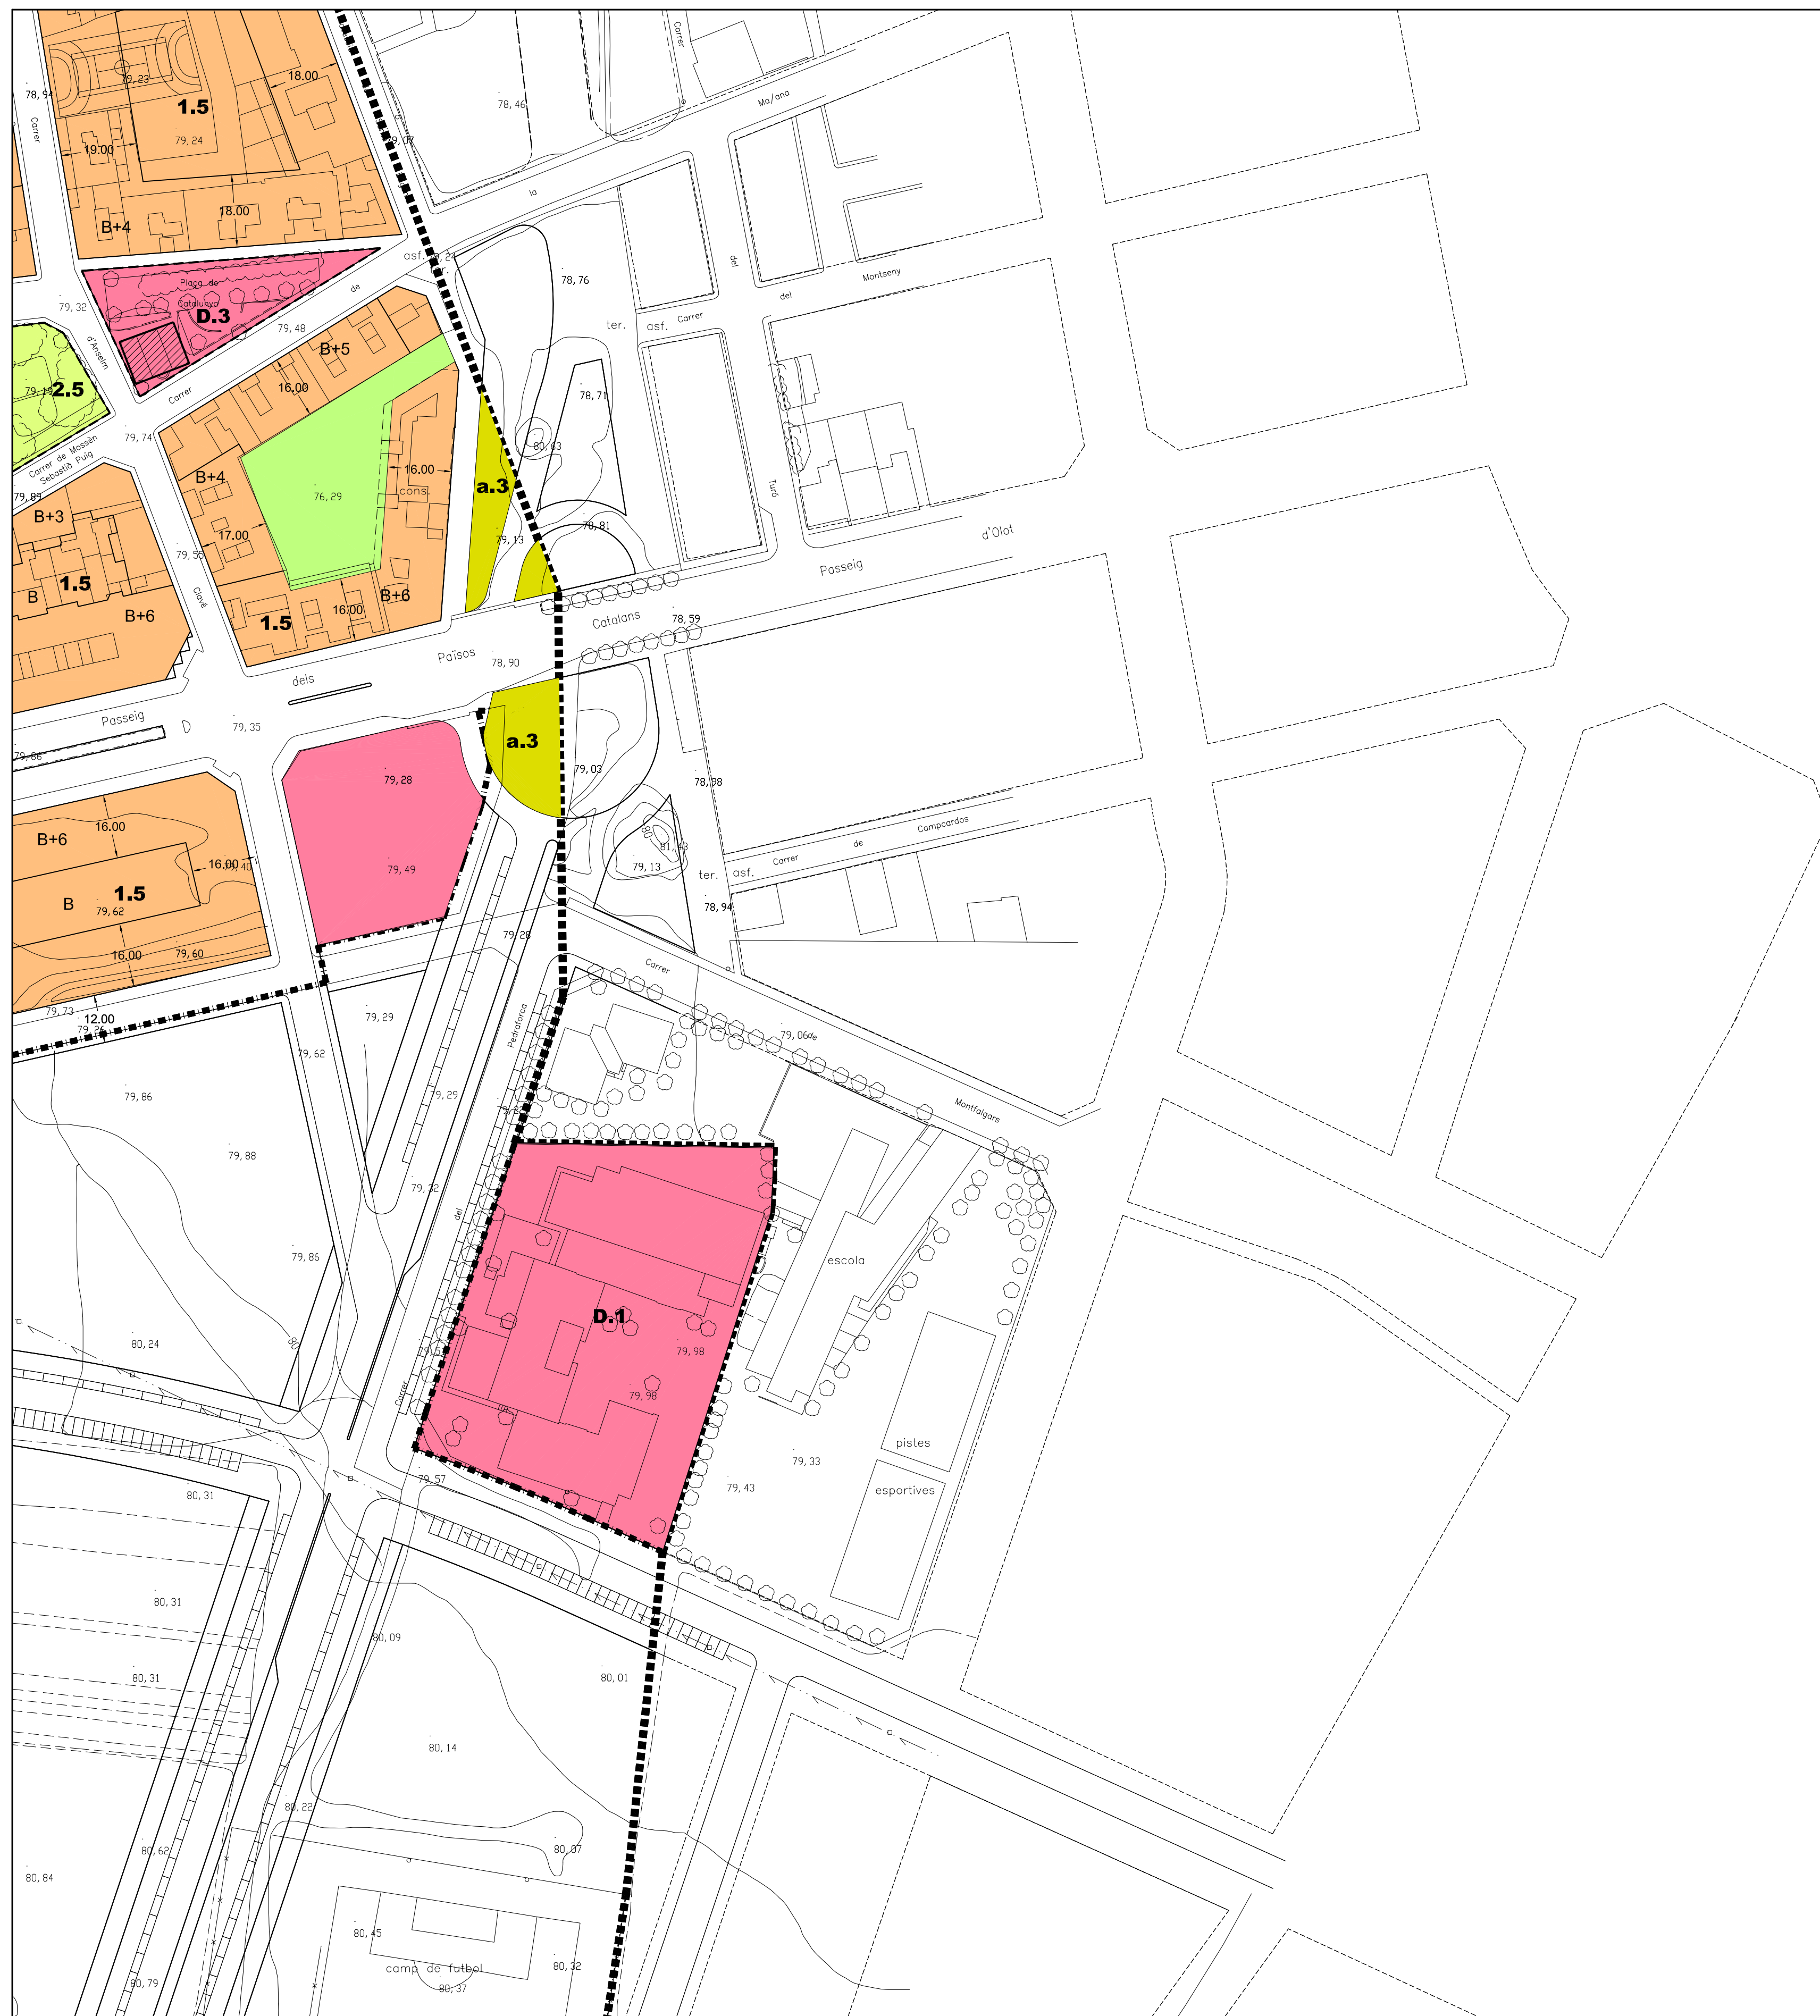 Carrer
78,46
18.00
79,23
78,94
1.5
Carrer
79,24
79,07
19.00
Ma/ana
la
18.00
B+4
asf.
del
Montseny
78,76
Plaça de
Catalunya
D.3
79,32
de
79,48
del
ter.
asf.
Carrer
d'Anselm
B+5
2.5
16.00
78,71
Carrer
79,74
80,63
Carrer de Mossèn
Sebastià Puig
B+4
16.00
cons.
a.3
76,29
79,89
Turó
B+3
17.00
79,13
78,81
d'Olot
79,55
Passeig
1.5
B
Clavé
B+6
16.00
B+6
1.5
Catalans
78,59
Països
78,90
dels
Passeig
79,35
79,86
a.3
79,28
79,03
78,98
16.00
B+6
Campcardos
de
Carrer
80
81,43
16.00
79,40
79,13
79,49
ter.
asf.
1.5
B
79,62
78,94
79,28
16.00
79,60
Carrer
79,73
12.00
79,29
Pedraforca
79,06
de
79,62
79,86
79,29
Montfalgars
79,88
79,32
del
79,86
escola
D.1
80,24
80
79,98
79,98
Carrer
pistes
79,33
79,57
79,43
esportives
80,31
80,31
80,09
80,31
80,01
80,14
80,22
80,62
80,07
80,84
80,45
camp de futbol
80,32
80,79
80,37